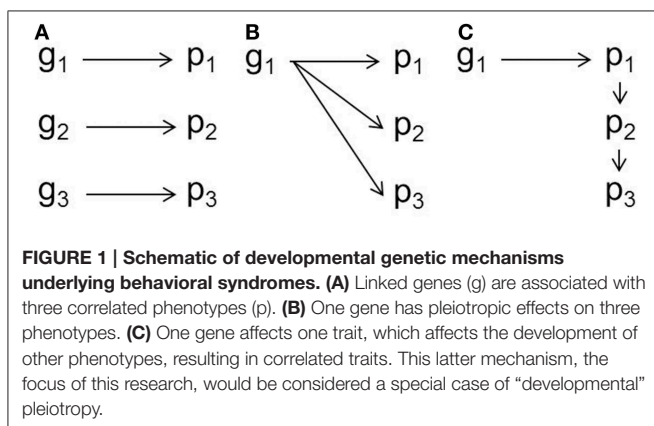 A B C
g1 p1 g1 p1 g1 p1
g2 p2 p2 p2
g3 p3 p3 p3
FIGURE 1 | Schematic of developmental genetic mechanisms
underlying behavioral syndromes. (A) Linked genes (g) are associated with
three correlated phenotypes (p). (B) One gene has pleiotropic effects on three
phenotypes. (C) One gene affects one trait, which affects the development of
other phenotypes, resulting in correlated traits. This latter mechanism, the
focus of this research, would be considered a special case of “developmental”
pleiotropy.